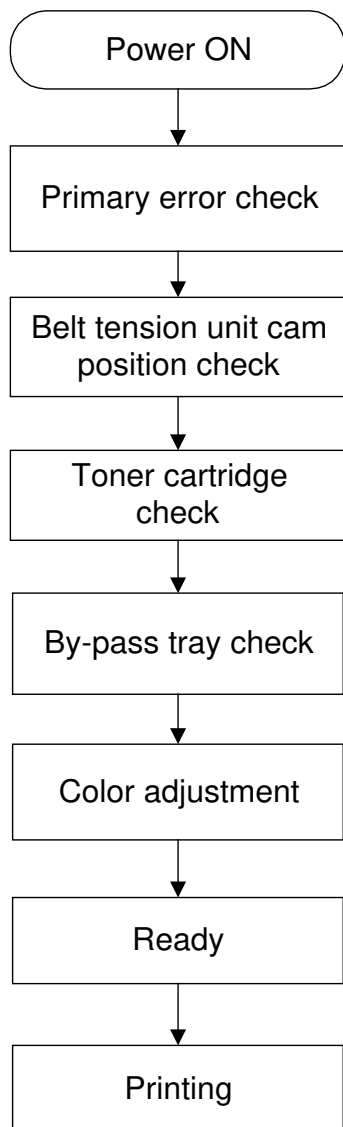 Power ON
Primary error check
Belt tension unit cam
position check
Toner cartridge
check
By-pass tray check
Color adjustment
Ready
Printing